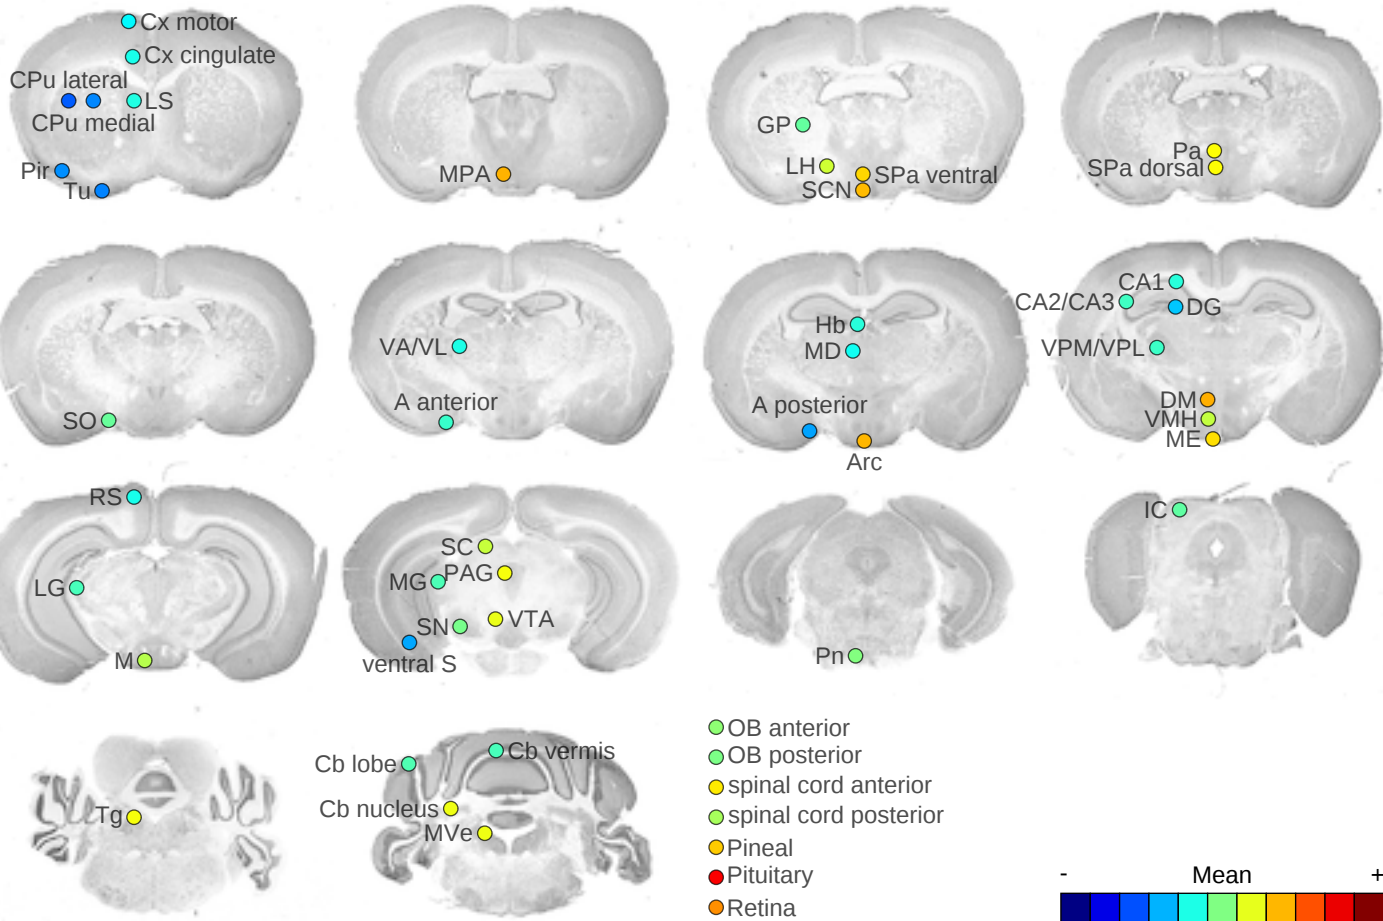 Cx motor
Cx cingulate
CPu lateral
LS
CPu medial
Pir
Tu
MPA
GP
LH
SPa ventral
SCN
Pa
SPa dorsal
SO
VA/VL
A anterior
Hb
MD
A posterior
Arc
CA1
CA2/CA3
DG
VPM/VPL
DM
VMH
ME
RS
LG
M
SC
PAG
MG
VTA
SN
ventral S
Pn
IC
Tg
Cb lobe
Cb vermis
Cb nucleus
MVe
OB anterior
OB posterior
spinal cord anterior
spinal cord posterior
Pineal
Pituitary
Retina
- Mean +